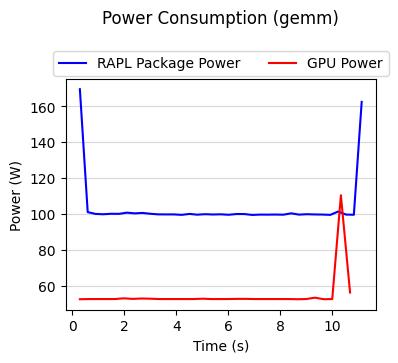 Power Consumption (gemm)
RAPL Package Power
GPU Power
160
140
120
100
80
60
Power (W)
0
2
4
6
8
10
Time (s)